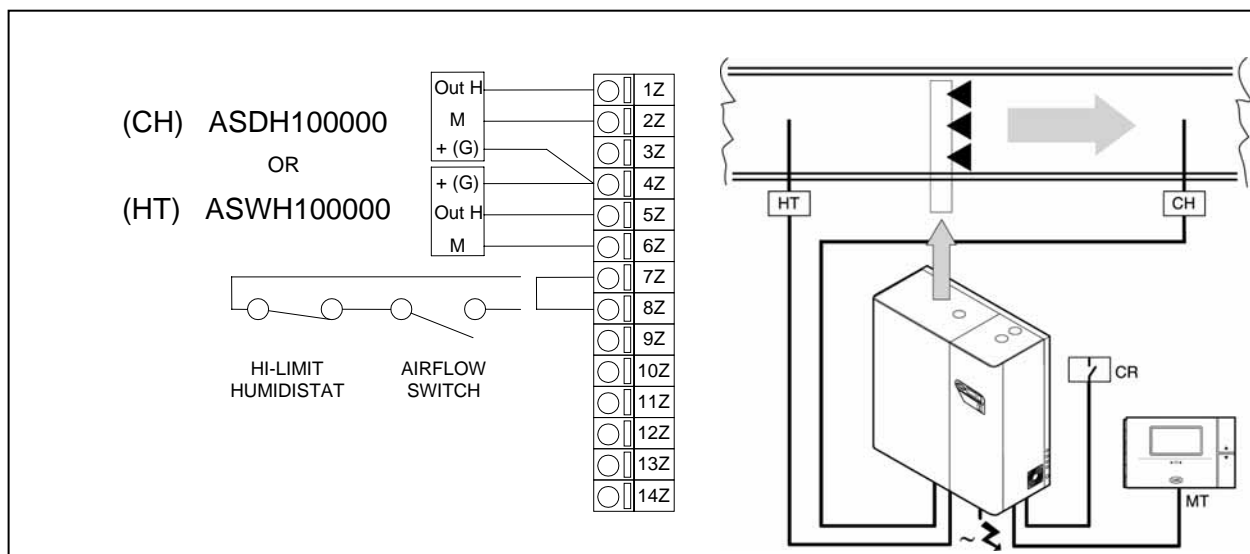 (CH) ASDH100000
OR
(HT) ASWH100000
Out H
M
+ (G)
+ (G)
Out H
M
HI-LIMIT
HUMIDISTAT
AIRFLOW
SWITCH
1Z
2Z
3Z
4Z
5Z
6Z
7Z
8Z
9Z
10Z
11Z
12Z
13Z
14Z
HT
CH
CR
MT
~